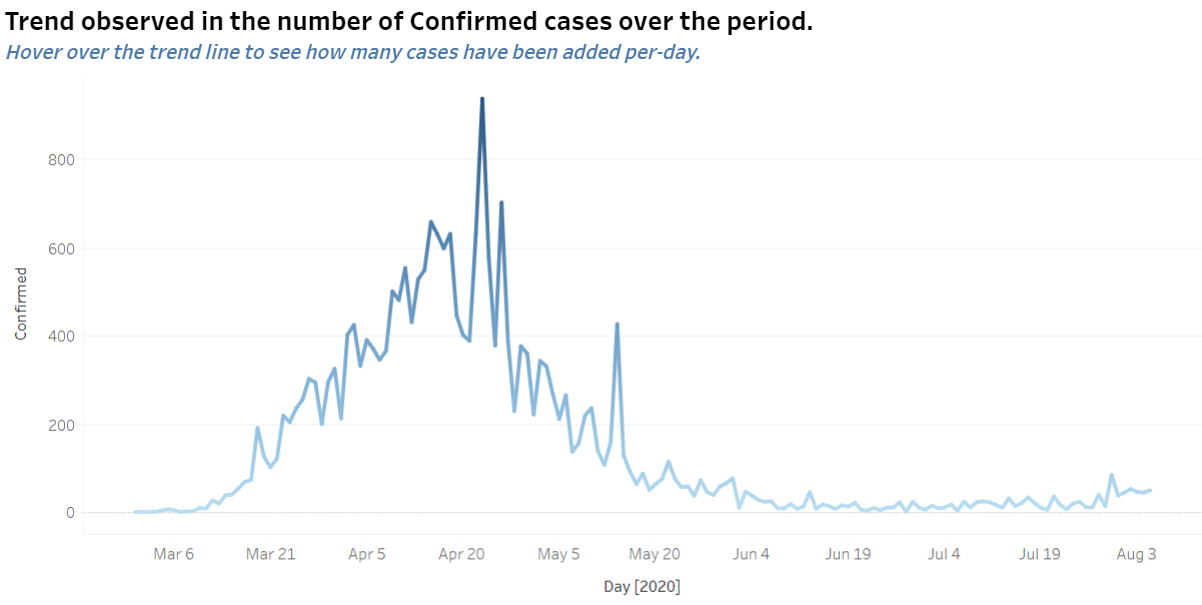 Trend observed in the number of Confirmed cases over the period.
Hover over the trend line to see how many cases have been added per-day.
800
600
400
200
0
Confirmed
Mar 6 Mar 21 Apr 5 Apr 20 May 5 May 20 Jun 4 Jun 19 Jul 4 Jul 19 Aug 3
Day [2020]